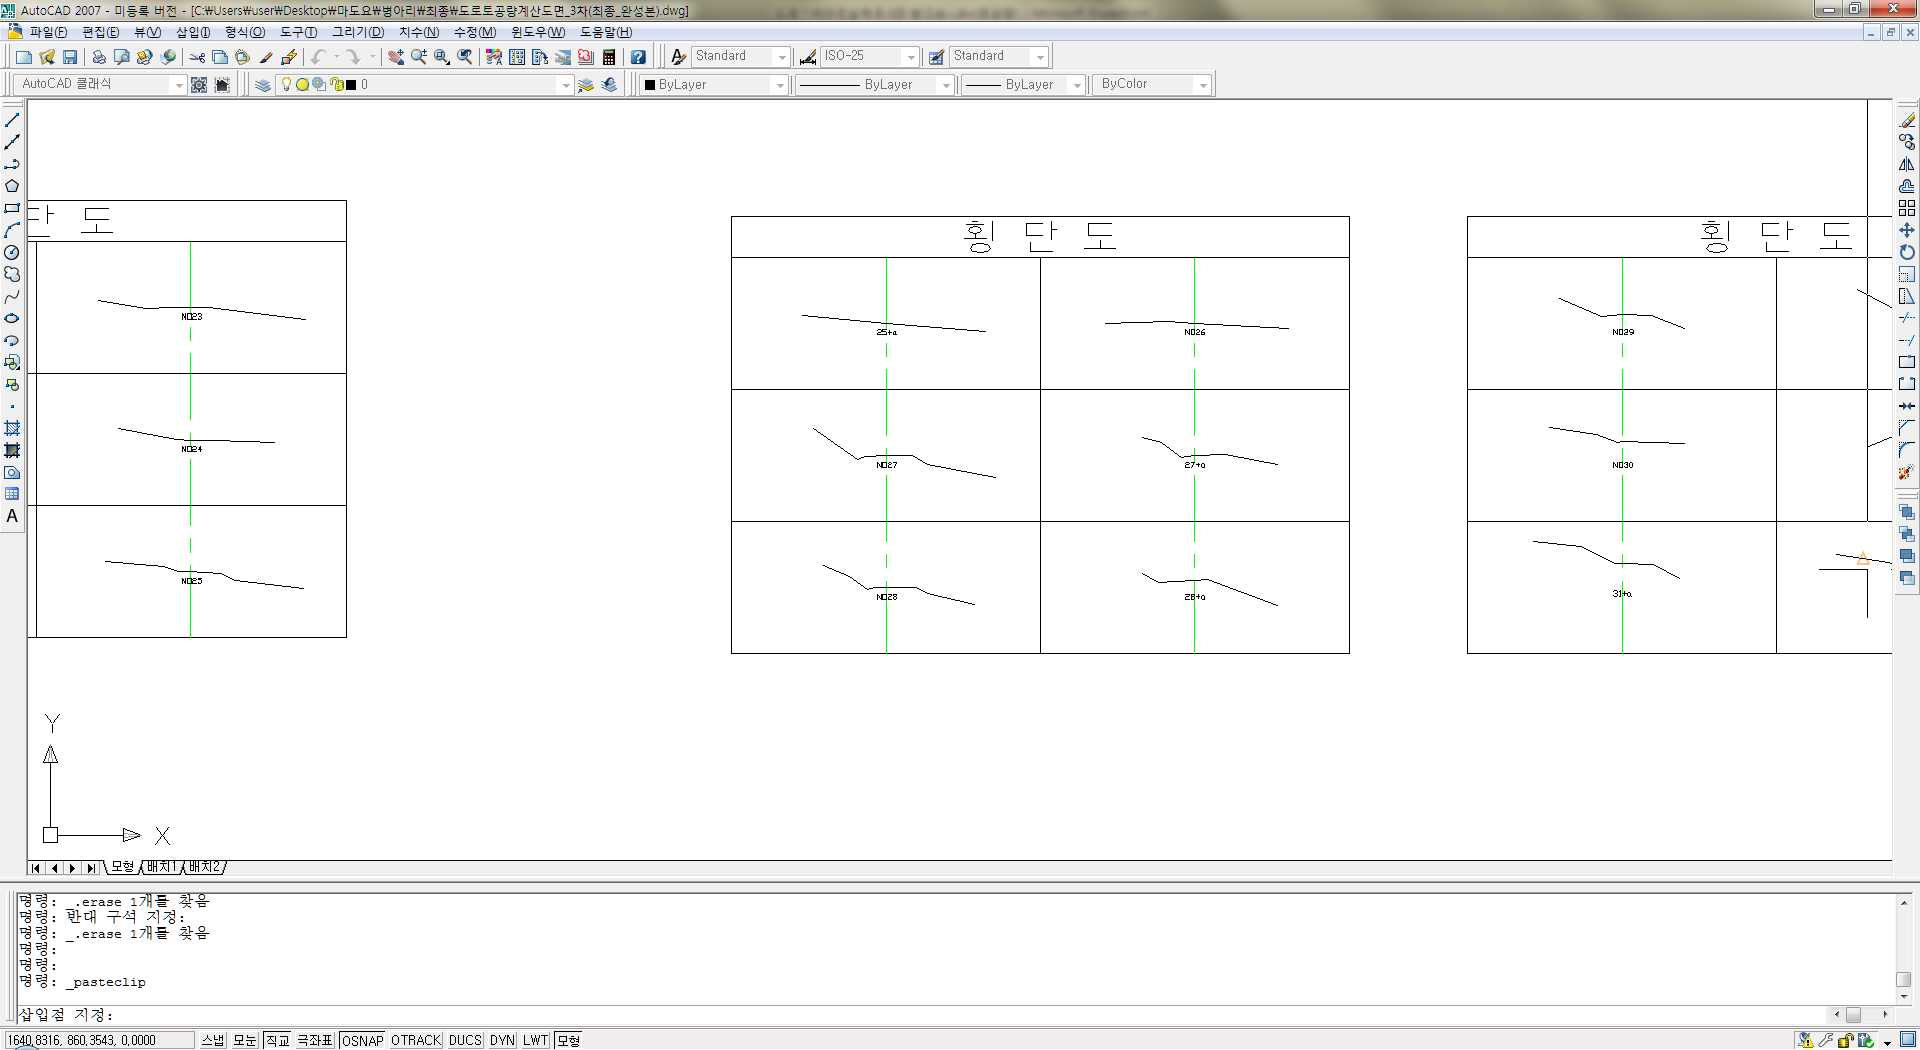 AutoCAD 2007 - 미등록 버전 - [C:₩Users₩user₩Desktop₩마도요₩병아리₩최종₩도로토공량계산도면_3차(최종_완성본).dwg]
파일(F) 편집(E) 뷰(V) 삽입(I) 형식(O) 도구(T) 그리기(D) 치수(N) 수정(M) 윈도우(W) 도움말(H)
Standard ISO-25 Standard
AutoCAD 클래식 0 ByLayer ByLayer ByLayer ByColor
단 도
횡 단 도
횡 단 도
NO23
25+a NO26 NO29
NO24
NO27 27+a NO30
NO25
NO28 28+a 31+a
Y
X
모형 배치1 배치2
명령: _.erase 1개를 찾음
명령: 반대 구석 지정:
명령: _.erase 1개를 찾음
명령:
명령:
명령: _pasteclip
삽입점 지정:
1640,8316, 860,3543, 0,0000 스냅 모눈 직교 극좌표 OSNAP OTRACK DUCS DYN LWT 모형
A